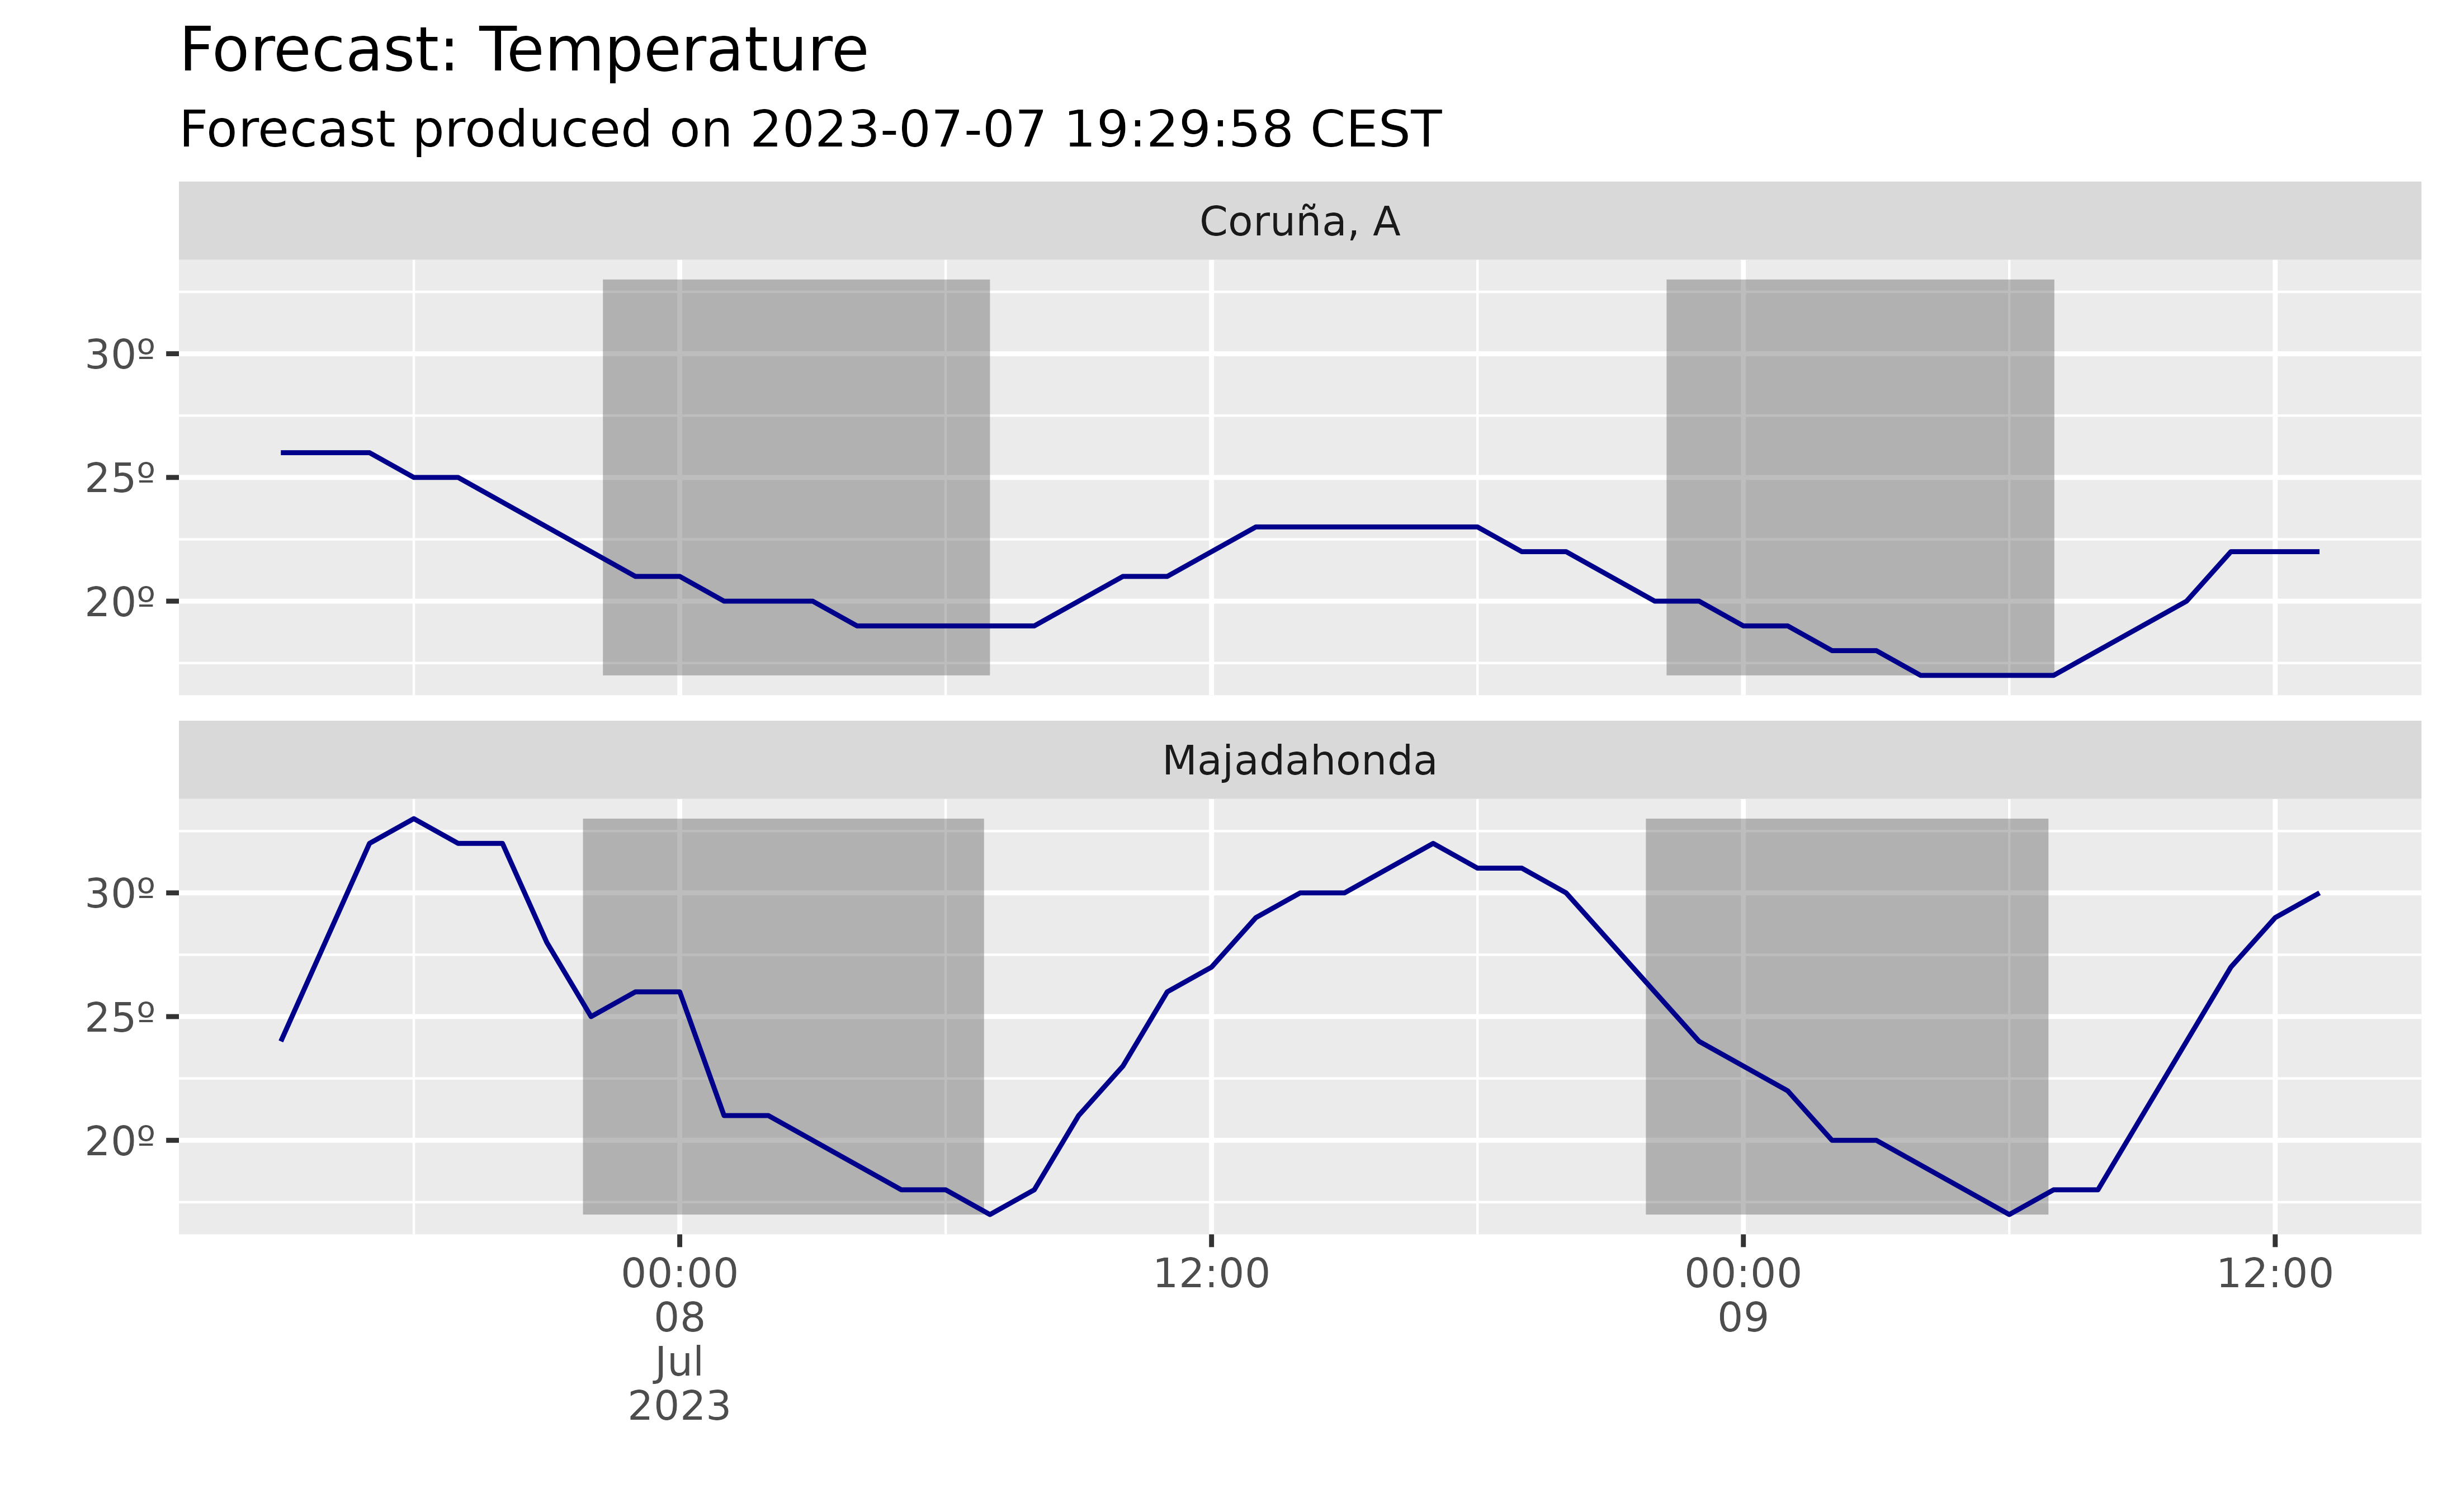 Forecast: Temperature
Forecast produced on 2023-07-07 19:29:58 CEST
Coruña, A
30º
25º
20º
Majadahonda
30º
25º
20º
00:00 12:00 00:00 12:00
08 09
Jul
2023